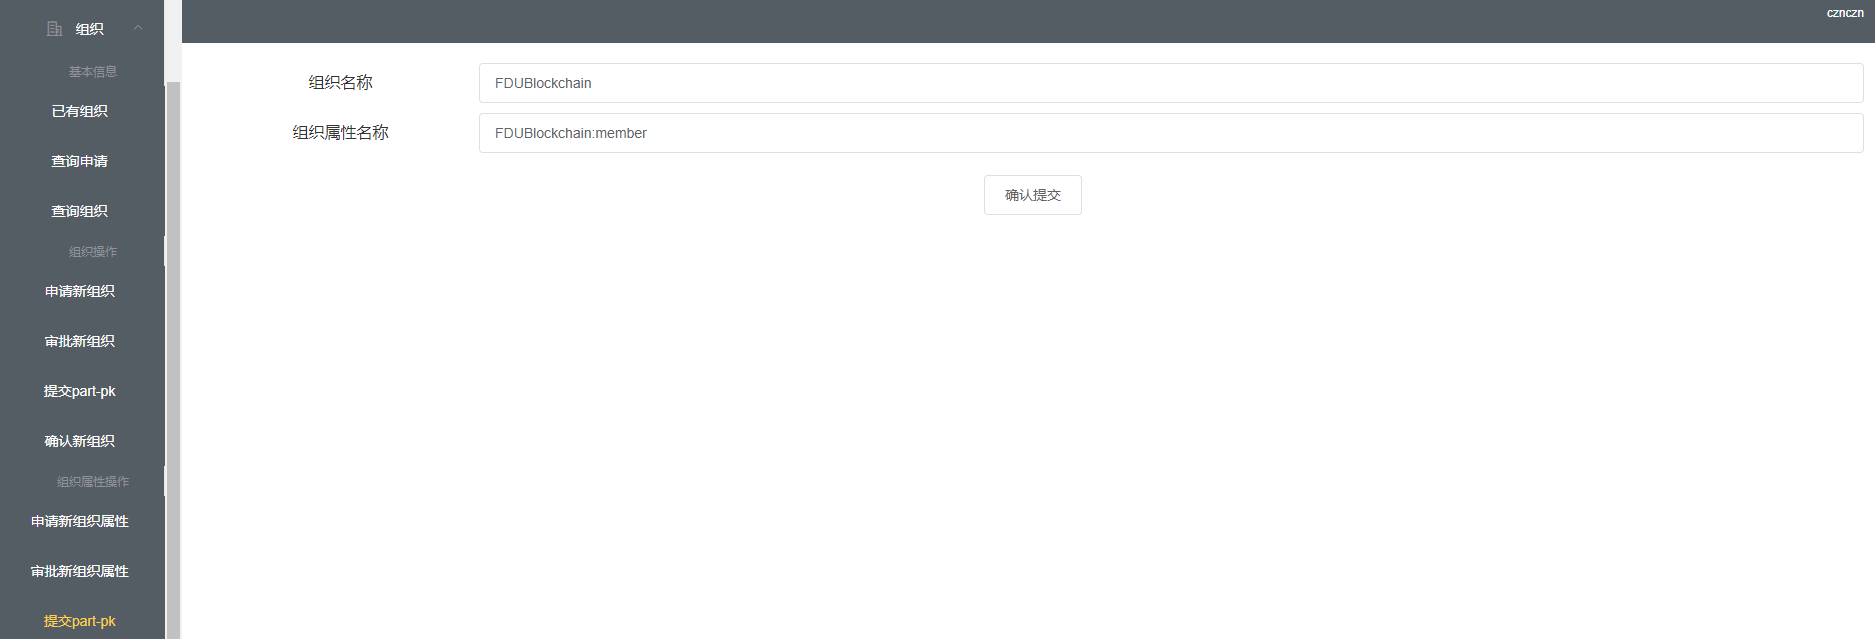 组织
基本信息
已有组织
查询申请
查询组织
组织操作
申请新组织
审批新组织
提交part-pk
确认新组织
组织属性操作
申请新组织属性
审批新组织属性
提交part-pk
cznczn
组织名称
FDUBlockchain
组织属性名称
FDUBlockchain:member
确认提交